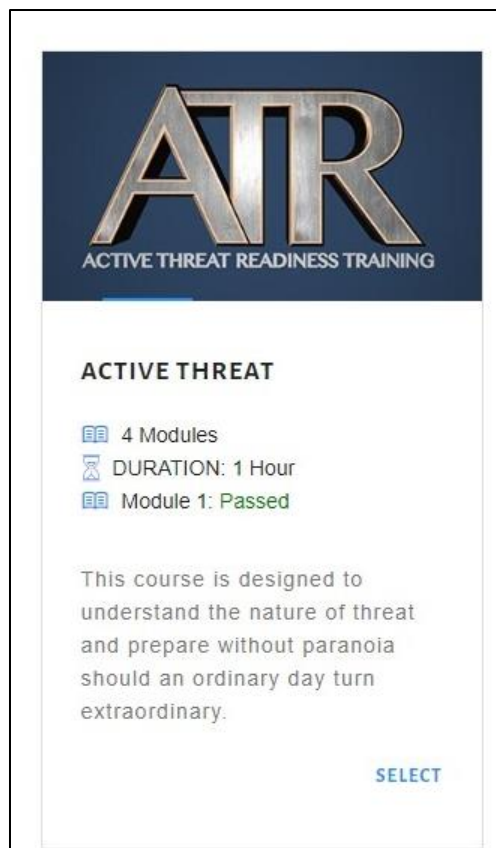 ATR
ACTIVE THREAT READINESS TRAINING
ACTIVE THREAT
4 Modules
DURATION: 1 Hour
Module 1: Passed
This course is designed to
understand the nature of threat
and prepare without paranoia
should an ordinary day turn
extraordinary.
SELECT